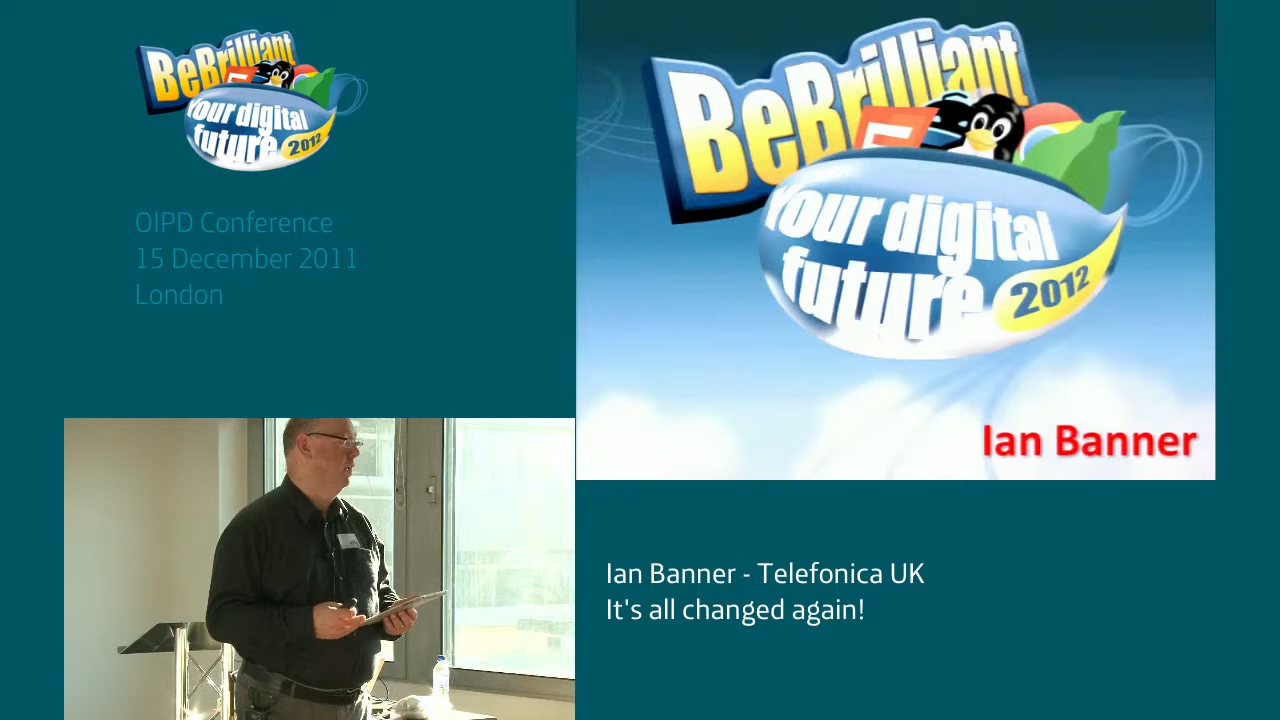 BeBrilliant
Your digital
future 2012
OIPD Conference
15 December 2011
London
BeBrilliant
Your digital
future 2012
Ian Banner
Ian Banner - Telefonica UK
It's all changed again!